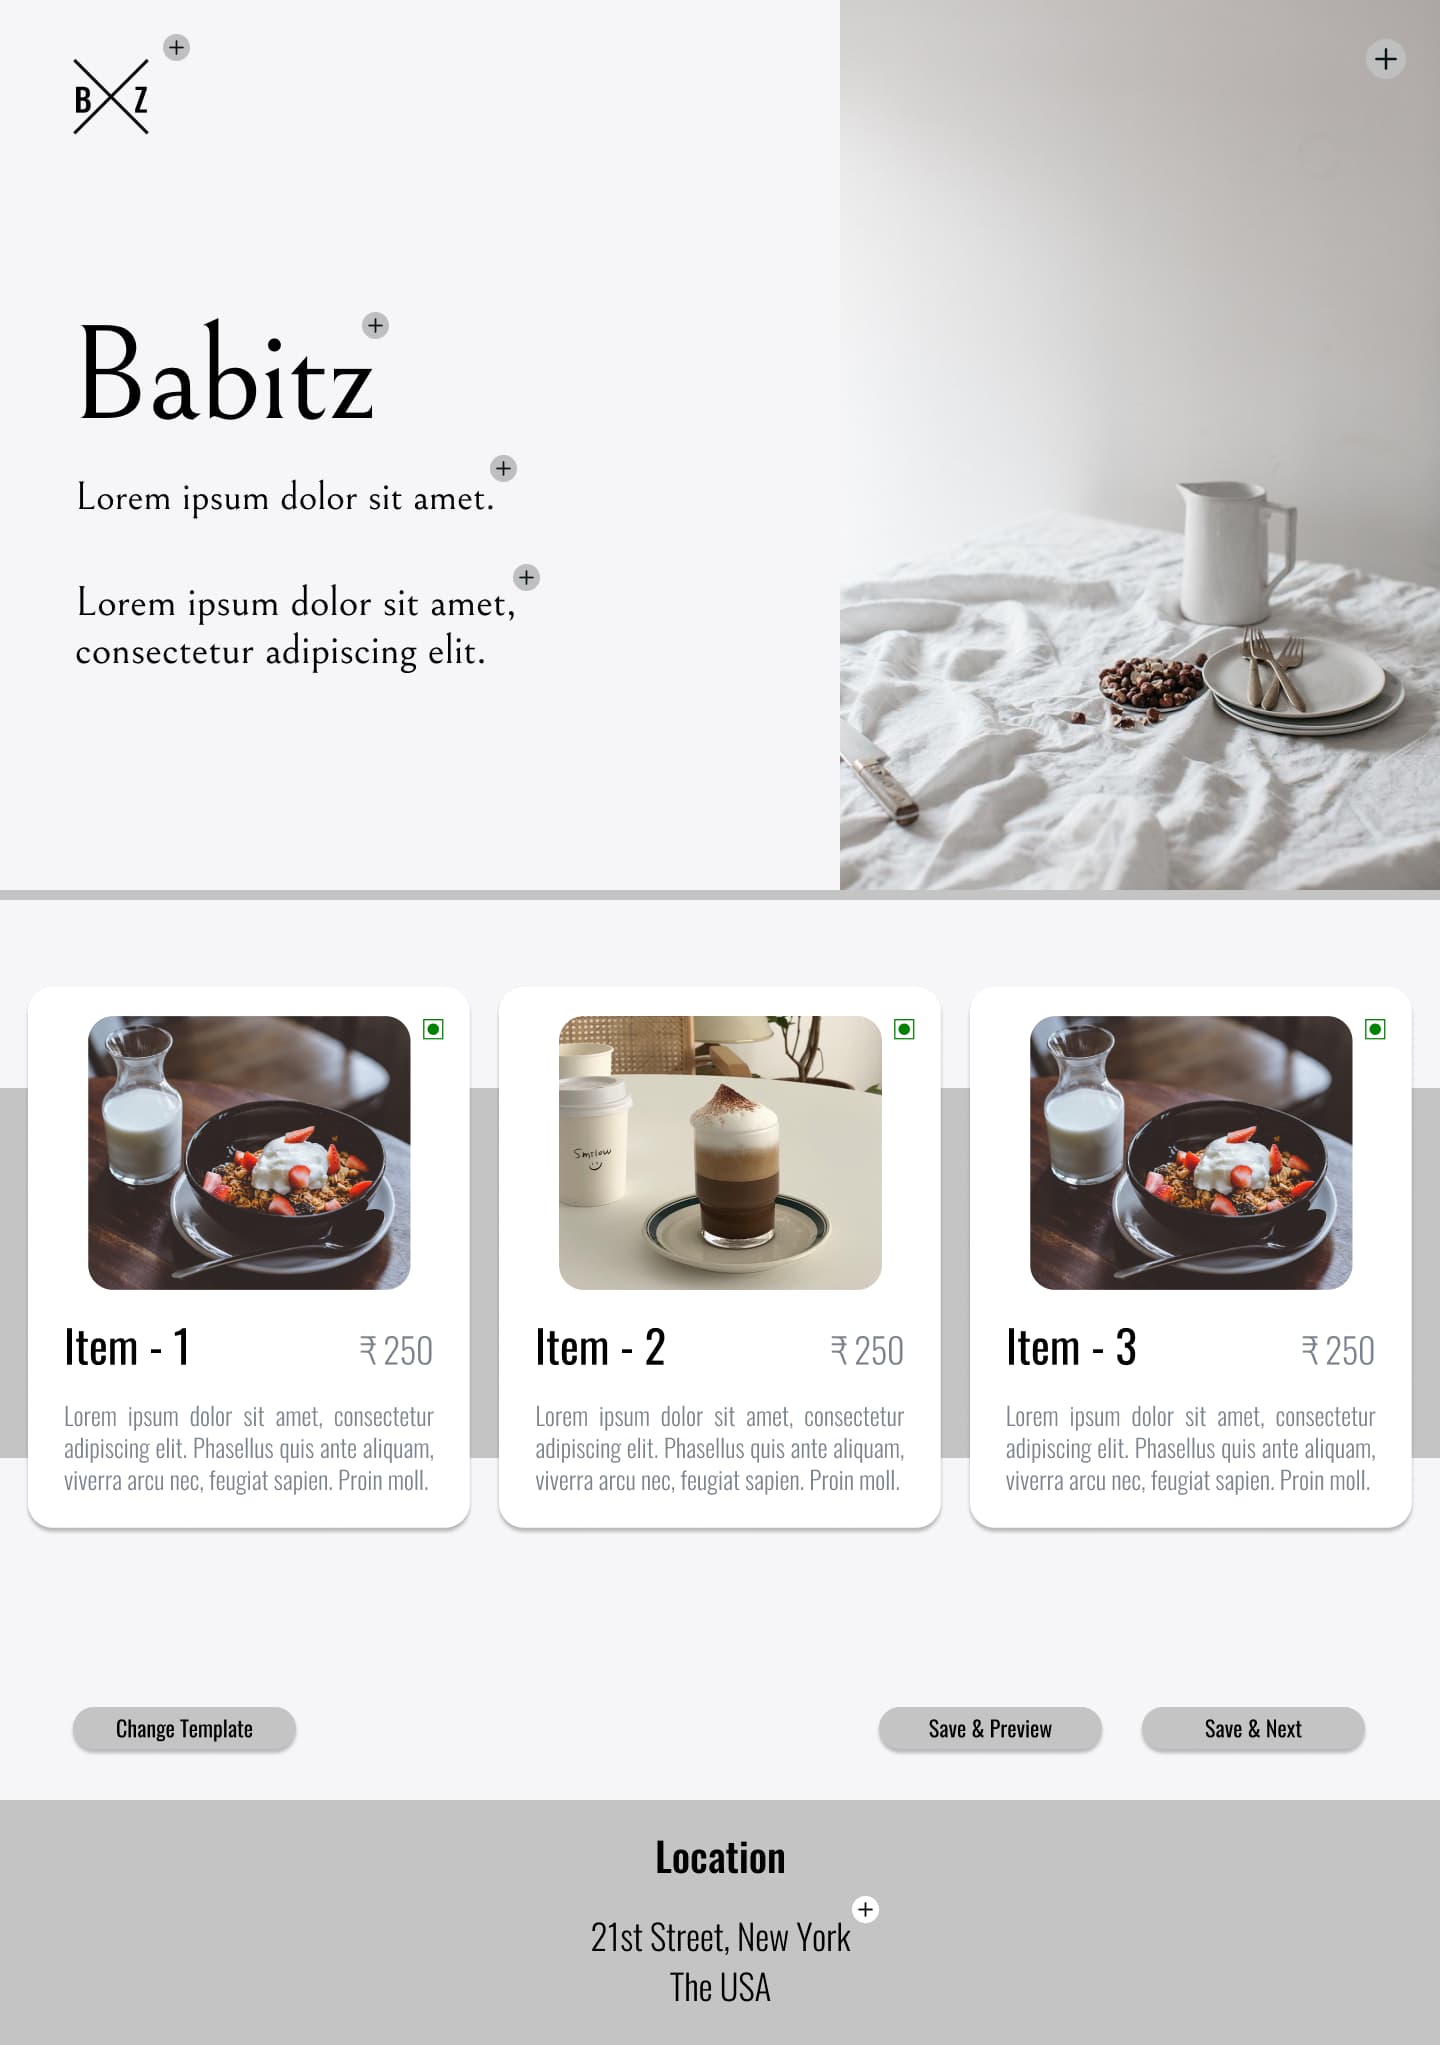 B Z
Babitz
Lorem ipsum dolor sit amet.
Lorem ipsum dolor sit amet,
consectetur adipiscing elit.
Smilow
Item - 1 ₹ 250
Lorem ipsum dolor sit amet, consectetur
adipiscing elit. Phasellus quis ante aliquam,
viverra arcu nec, feugiat sapien. Proin moll.
Item - 2 ₹ 250
Lorem ipsum dolor sit amet, consectetur
adipiscing elit. Phasellus quis ante aliquam,
viverra arcu nec, feugiat sapien. Proin moll.
Item - 3 ₹ 250
Lorem ipsum dolor sit amet, consectetur
adipiscing elit. Phasellus quis ante aliquam,
viverra arcu nec, feugiat sapien. Proin moll.
Change Template
Save & Preview
Save & Next
Location
21st Street, New York
The USA